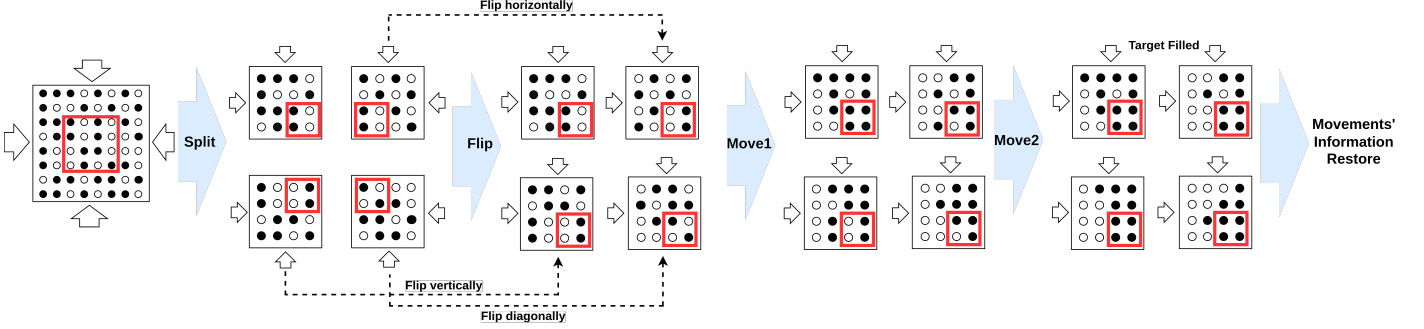 Flip horizontally
Target Filled
Split
Flip
Move1
Move2
Movements'
Information
Restore
Flip vertically
Flip diagonally